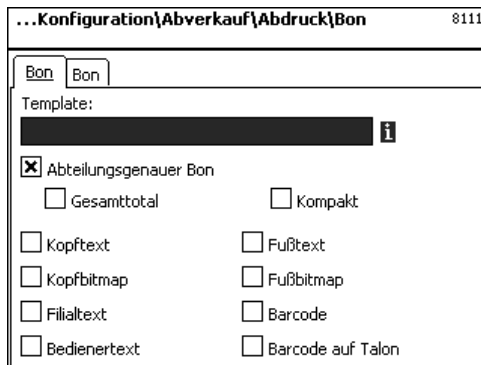 ...Konfiguration\Abverkauf\Abdruck\Bon 8111
Bon Bon
Template:
i
Abteilungsgenauer Bon
Gesamttotal Kompakt
Kopftext Fußtext
Kopfbitmap Fußbitmap
Filialtext Barcode
Bedienertext Barcode auf Talon